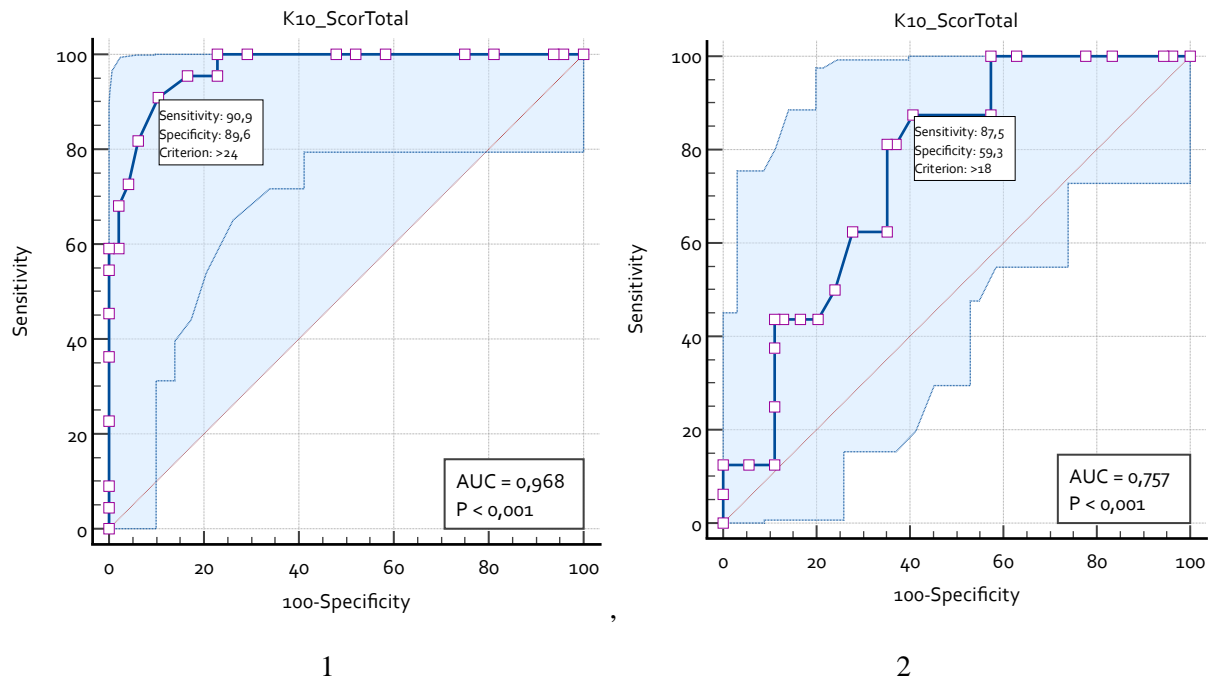 K10_ScorTotal
100
80
60
40
20
0
Sensitivity
Sensitivity: 90,9
Specificity: 89,6
Criterion: >24
AUC = 0,968
P < 0,001
0 20 40 60 80 100
100-Specificity
,
1
K10_ScorTotal
100
80
60
40
20
0
Sensitivity
Sensitivity: 87,5
Specificity: 59,3
Criterion: >18
AUC = 0,757
P < 0,001
0 20 40 60 80 100
100-Specificity
2